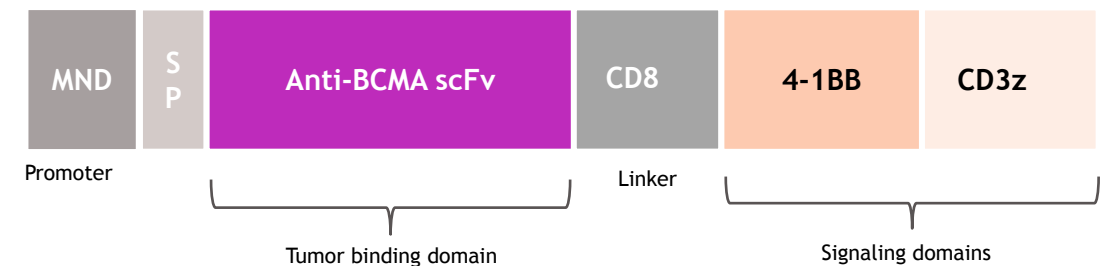 MND
S
P
Anti-BCMA scFv
CD8
4-1BB
CD3z
Promoter
Linker
Tumor binding domain
Signaling domains